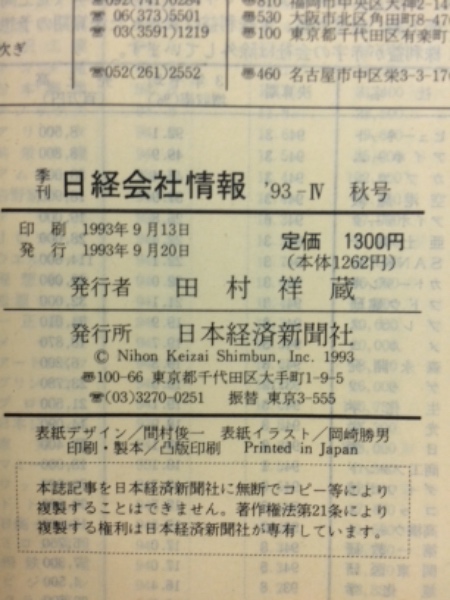 ☎092(741)0284
☎ 06(373)5501
☎ 03(3591)1219
☎052(261)2552
〠810 福岡市中央区天神2-14
〠530 大阪市北区角田町8-47
〠100 東京都千代田区有楽町
〠460 名古屋市中区栄3-3-17
次ぎ
季刊 日経会社情報 '93-Ⅳ 秋号
印 刷 1993年9月13日
発 行 1993年9月20日
定価 1300円
(本体1262円)
発行者 田 村 祥 蔵
発行所 日本経済新聞社
© Nihon Keizai Shimbun, Inc. 1993
〠100-66 東京都千代田区大手町1-9-5
☎(03)3270-0251 振替 東京3-555
表紙デザイン/間村俊一 表紙イラスト/岡崎勝男
印刷・製本/凸版印刷 Printed in Japan
本誌記事を日本経済新聞社に無断でコピー等により
複製することはできません。著作権法第21条により
複製する権利は日本経済新聞社が専有しています。